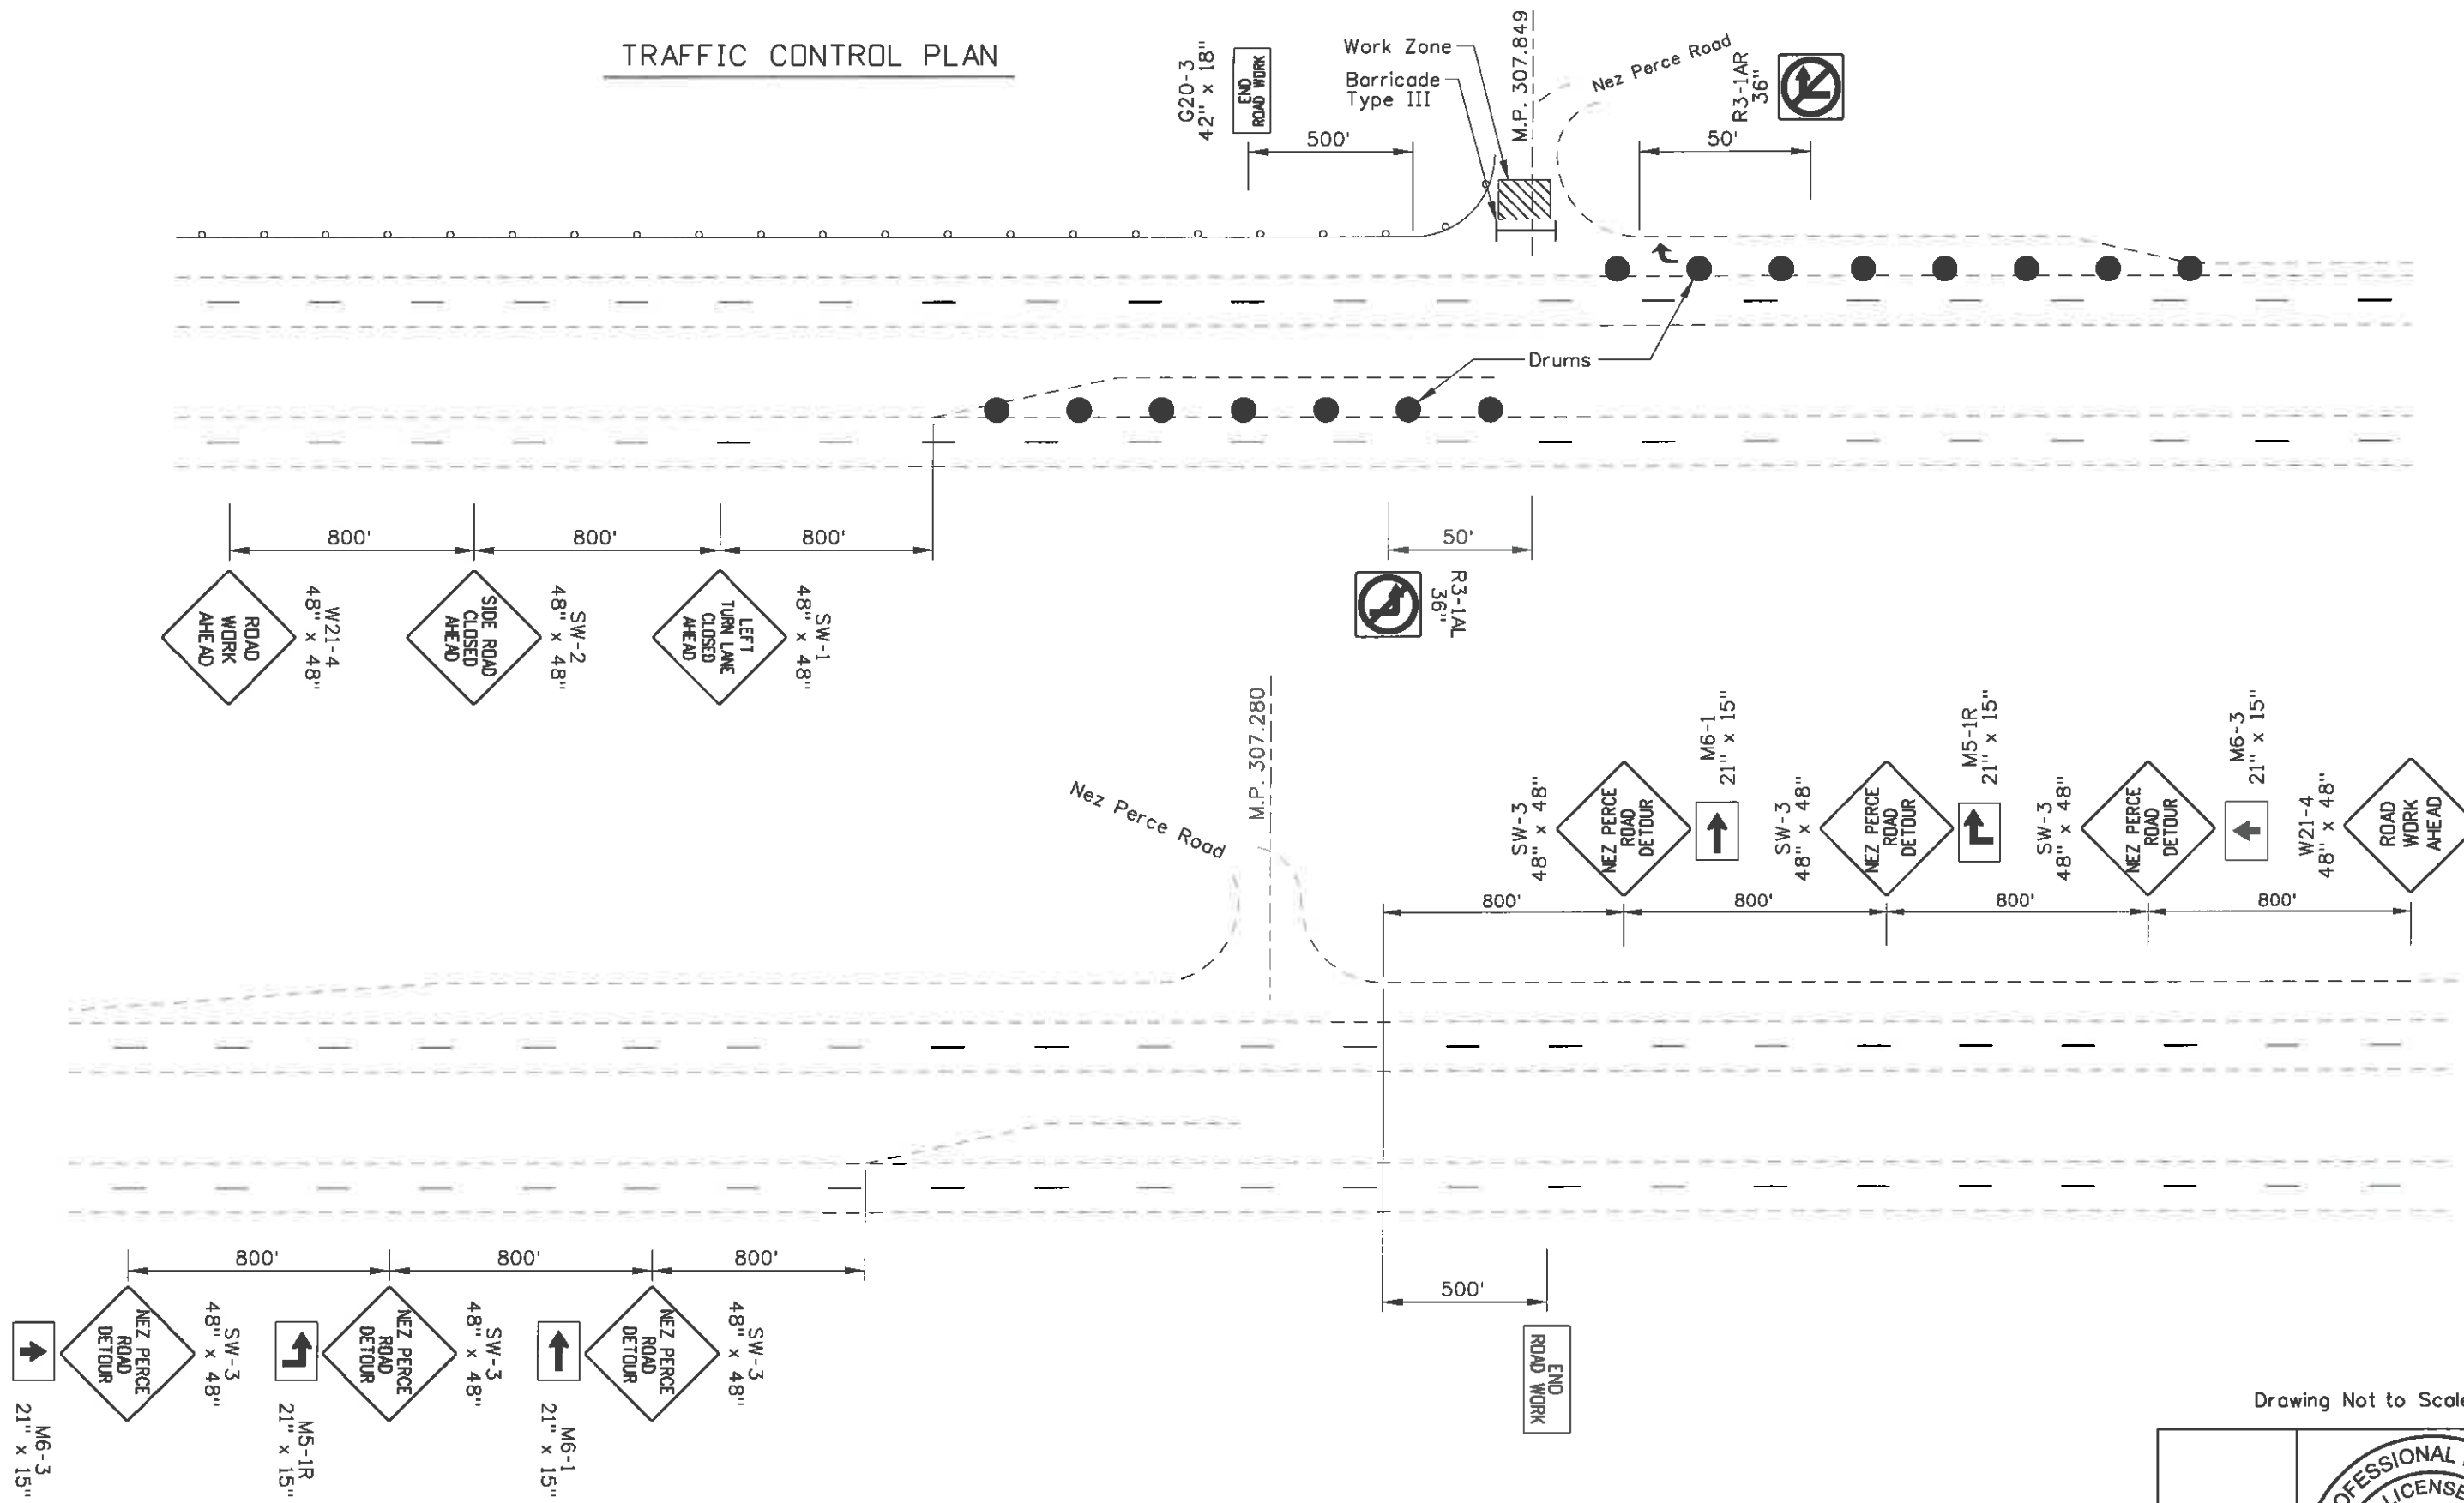 TRAFFIC CONTROL PLAN
G20-3
42" x 18"
END
ROAD WORK
500'
Work Zone
Barricade
Type III
M.P. 307.849
Nez Perce Road
R3-1AR
36"
50'
Drums
800'
800'
800'
50'
ROAD
WORK
AHEAD
W21-4
48" x 48"
SIDE ROAD
CLOSED
AHEAD
SW-2
48" x 48"
LEFT
TURN LANE
CLOSED
AHEAD
SW-1
48" x 48"
R3-1AL
36"
M.P. 307.280
Nez Perce Road
SW-3
48" x 48"
NEZ PERCE
ROAD
DETOUR
M6-1
21" x 15"
SW-3
48" x 48"
NEZ PERCE
ROAD
DETOUR
M5-1R
21" x 15"
SW-3
48" x 48"
NEZ PERCE
ROAD
DETOUR
M6-3
21" x 15"
W21-4
48" x 48"
ROAD
WORK
AHEAD
800'
800'
800'
800'
800'
800'
800'
500'
M6-3
21" x 15"
NEZ PERCE
ROAD
DETOUR
SW-3
48" x 48"
M5-1R
21" x 15"
NEZ PERCE
ROAD
DETOUR
SW-3
48" x 48"
M6-1
21" x 15"
NEZ PERCE
ROAD
DETOUR
SW-3
48" x 48"
END
ROAD WORK
Drawing Not to Scale
OFESSIONAL
LICENSE